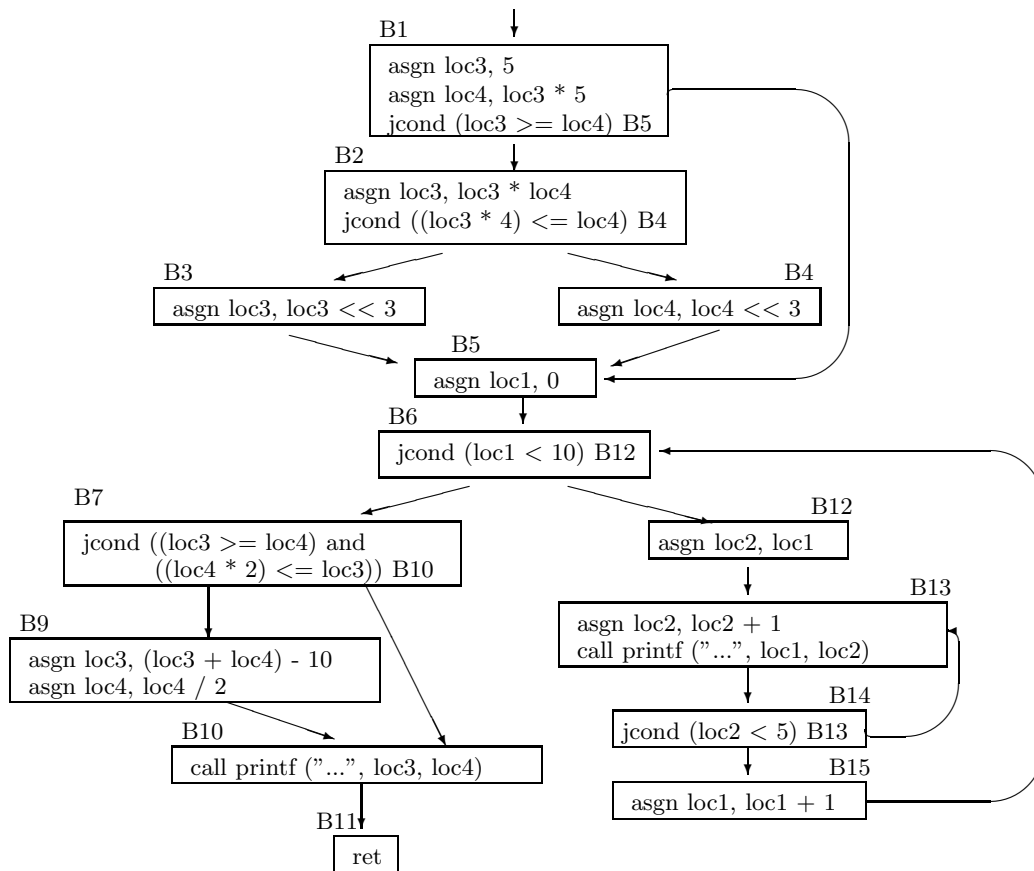 B1
asgn loc3, 5
asgn loc4, loc3 * 5
jcond (loc3 >= loc4) B5
B2
asgn loc3, loc3 * loc4
jcond ((loc3 * 4) <= loc4) B4
B3
asgn loc3, loc3 << 3
B4
asgn loc4, loc4 << 3
B5
asgn loc1, 0
B6
jcond (loc1 < 10) B12
B7
jcond ((loc3 >= loc4) and
((loc4 * 2) <= loc3)) B10
B9
asgn loc3, (loc3 + loc4) - 10
asgn loc4, loc4 / 2
B10
call printf ("...", loc3, loc4)
B11
ret
B12
asgn loc2, loc1
B13
asgn loc2, loc2 + 1
call printf ("...", loc1, loc2)
B14
jcond (loc2 < 5) B13
B15
asgn loc1, loc1 + 1